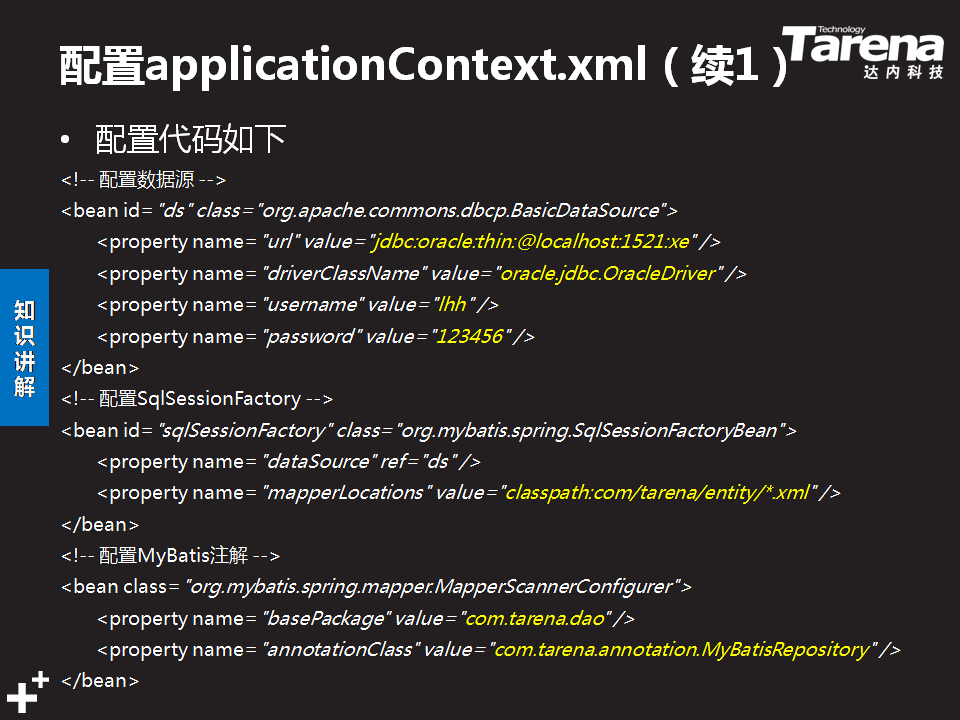 配置applicationContext.xml（续1）
Technology
Tarena
达内科技
• 配置代码如下
<!-- 配置数据源 -->
<bean id="ds" class="org.apache.commons.dbcp.BasicDataSource">
<property name="url" value="jdbc:oracle:thin:@localhost:1521:xe" />
<property name="driverClassName" value="oracle.jdbc.OracleDriver" />
<property name="username" value="lhh" />
<property name="password" value="123456" />
</bean>
<!-- 配置SqlSessionFactory -->
<bean id="sqlSessionFactory" class="org.mybatis.spring.SqlSessionFactoryBean">
<property name="dataSource" ref="ds" />
<property name="mapperLocations" value="classpath:com/tarena/entity/*.xml" />
</bean>
<!-- 配置MyBatis注解 -->
<bean class="org.mybatis.spring.mapper.MapperScannerConfigurer">
<property name="basePackage" value="com.tarena.dao" />
<property name="annotationClass" value="com.tarena.annotation.MyBatisRepository" />
</bean>
知识讲解